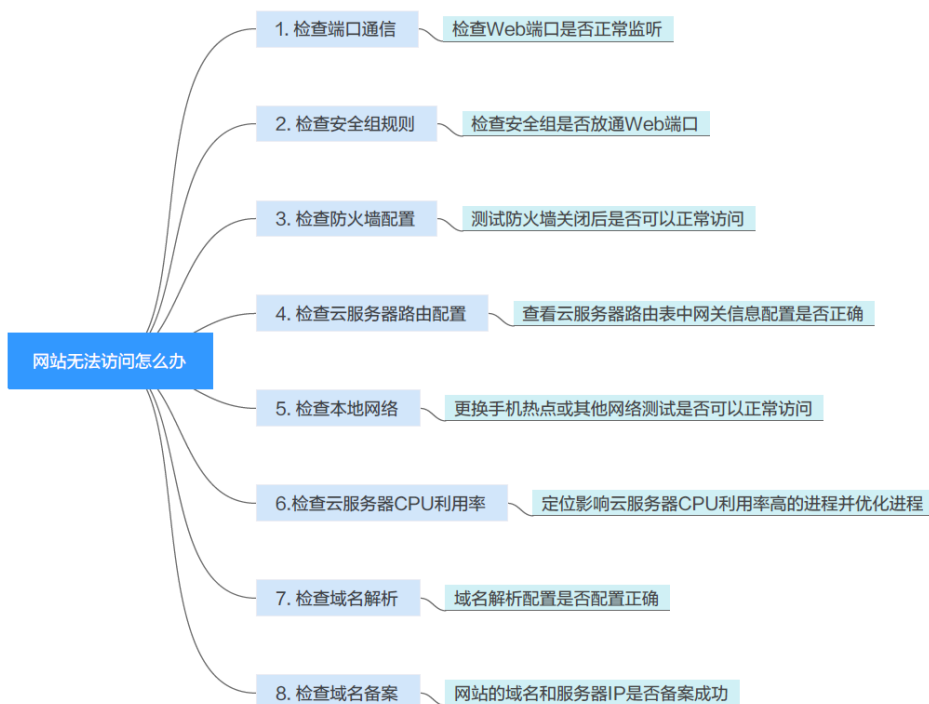 1. 检查端口通信
检查Web端口是否正常监听
2. 检查安全组规则
检查安全组是否放通Web端口
3. 检查防火墙配置
测试防火墙关闭后是否可以正常访问
4. 检查云服务器路由配置
查看云服务器路由表中网关信息配置是否正确
网站无法访问怎么办
5. 检查本地网络
更换手机热点或其他网络测试是否可以正常访问
6.检查云服务器CPU利用率
定位影响云服务器CPU利用率高的进程并优化进程
7. 检查域名解析
域名解析配置是否配置正确
8. 检查域名备案
网站的域名和服务器IP是否备案成功